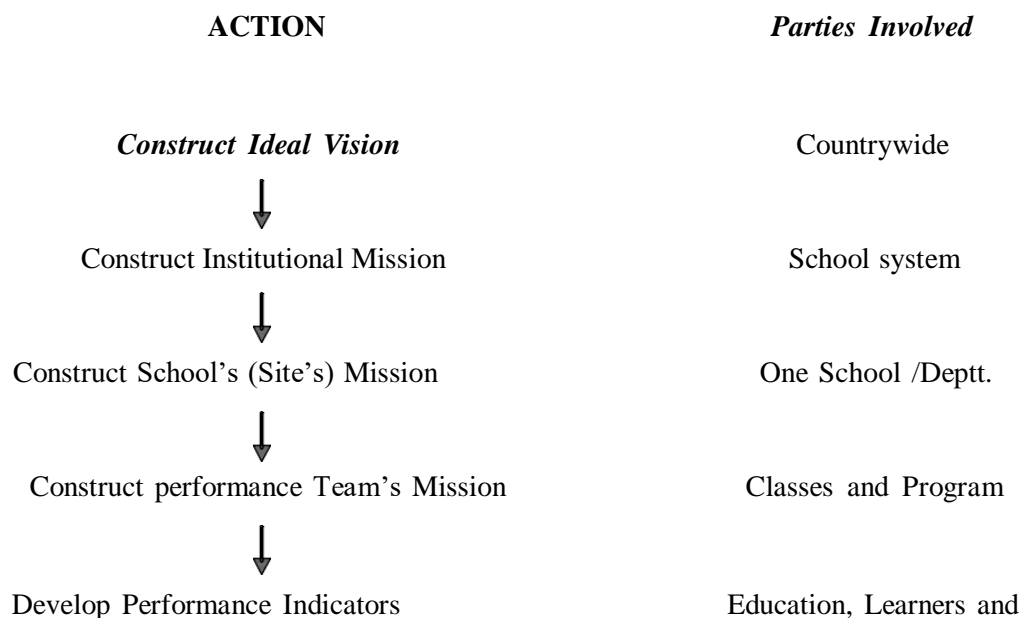 ACTION Parties Involved
Construct Ideal Vision Countrywide
Construct Institutional Mission School system
Construct School’s (Site’s) Mission One School /Deptt.
Construct performance Team’s Mission Classes and Program
Develop Performance Indicators Education, Learners and